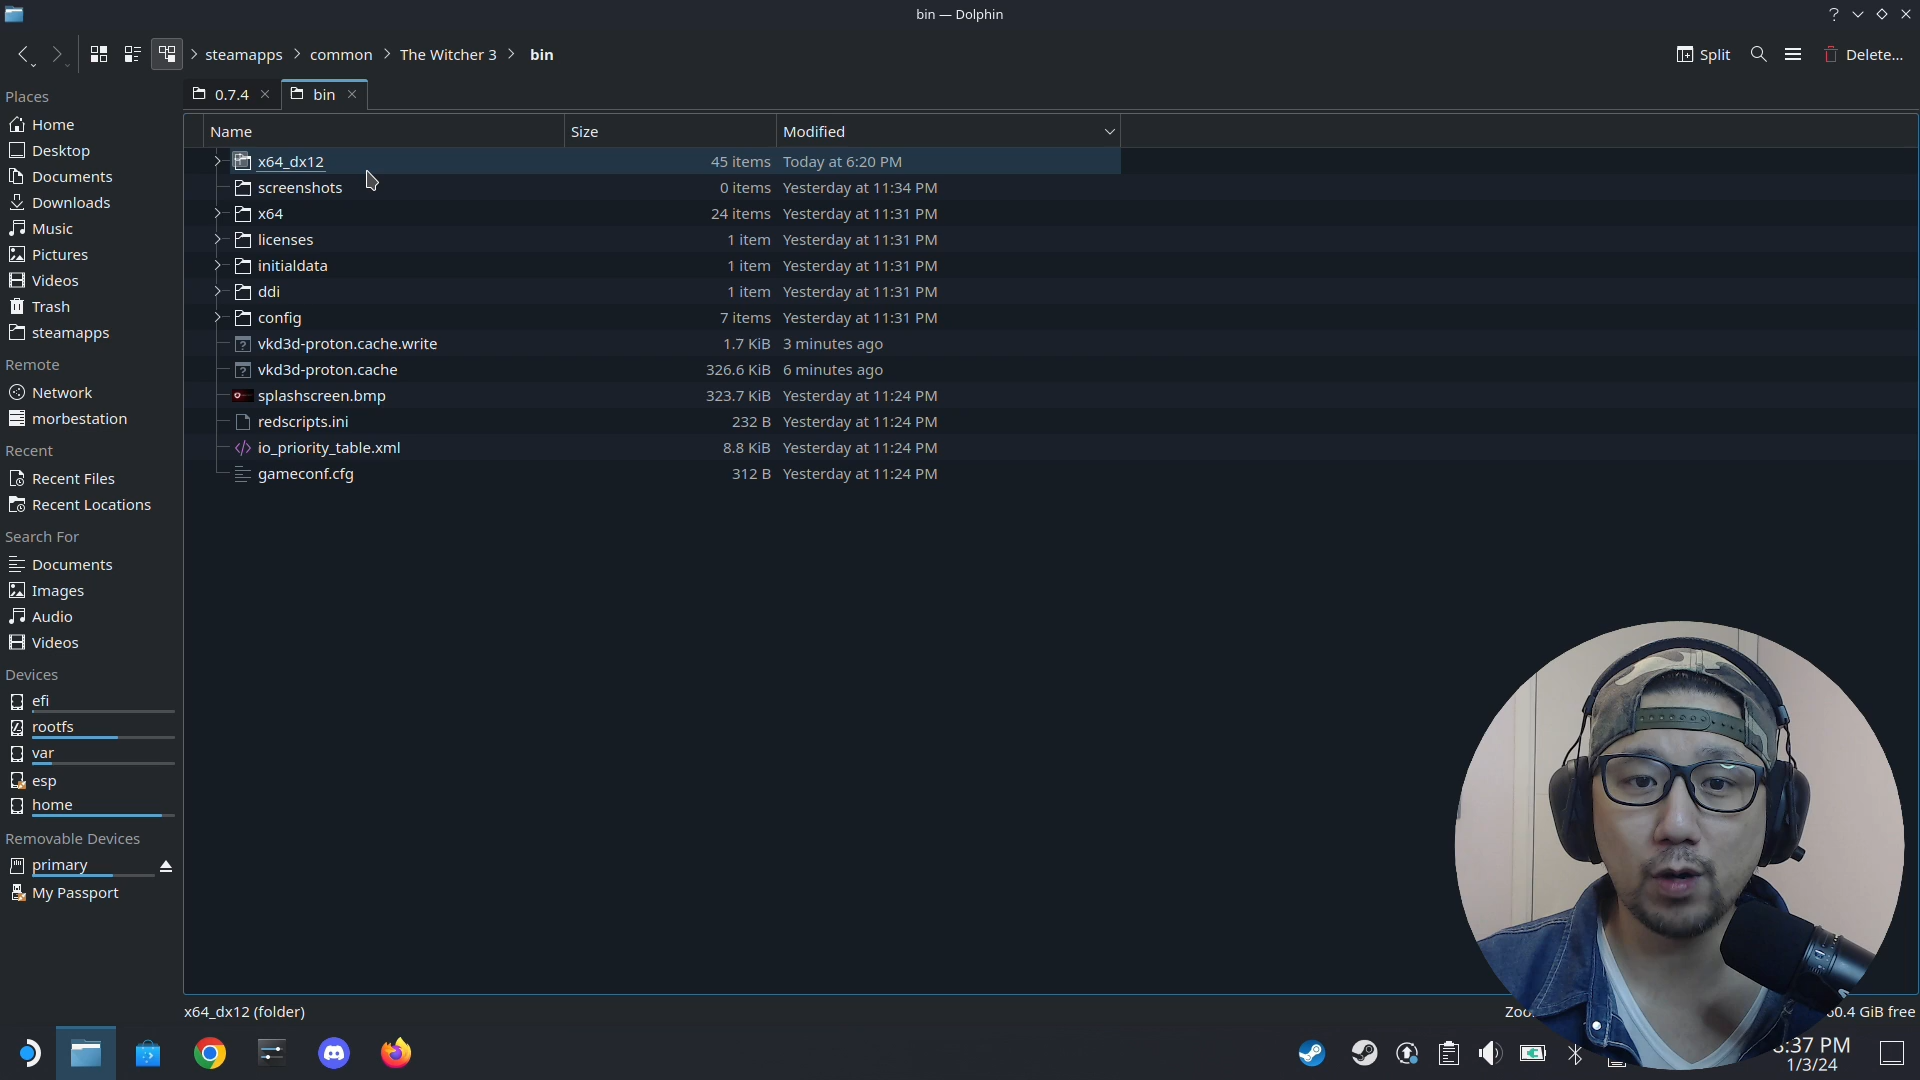 bin — Dolphin
steamapps > common > The Witcher 3 > bin
Split
Delete...
0.7.4
bin
Places
Home
Desktop
Documents
Downloads
Music
Pictures
Videos
Trash
steamapps
Remote
Network
morbestation
Recent
Recent Files
Recent Locations
Search For
Documents
Images
Audio
Videos
Devices
efi
rootfs
var
esp
home
Removable Devices
primary
My Passport
Name Size Modified
x64_dx12 45 items Today at 6:20 PM
screenshots 0 items Yesterday at 11:34 PM
x64 24 items Yesterday at 11:31 PM
licenses 1 item Yesterday at 11:31 PM
initialdata 1 item Yesterday at 11:31 PM
ddi 1 item Yesterday at 11:31 PM
config 7 items Yesterday at 11:31 PM
vkd3d-proton.cache.write 1.7 KiB 3 minutes ago
vkd3d-proton.cache 326.6 KiB 6 minutes ago
splashscreen.bmp 323.7 KiB Yesterday at 11:24 PM
redscripts.ini 232 B Yesterday at 11:24 PM
io_priority_table.xml 8.8 KiB Yesterday at 11:24 PM
gameconf.cfg 312 B Yesterday at 11:24 PM
x64_dx12 (folder)
GiB free
:37 PM
1/3/24